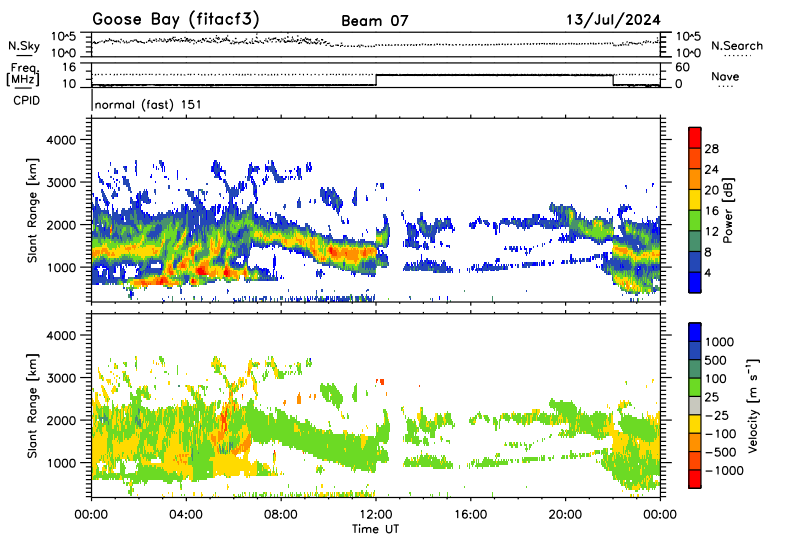 Goose Bay (fitacf3) Beam 07 13/Jul/2024
N.Sky 10^5 10^0 10^5 10^0 N.Search
Freq. [MHz] 16 10 60 0 Nave
CPID normal (fast) 151
Slant Range [km] 4000 3000 2000 1000
Power [dB] 28 24 20 16 12 8 4
Slant Range [km] 4000 3000 2000 1000
Velocity [m s⁻¹] 1000 500 100 25 −25 −100 −500 −1000
00:00 04:00 08:00 12:00 16:00 20:00 00:00
Time UT